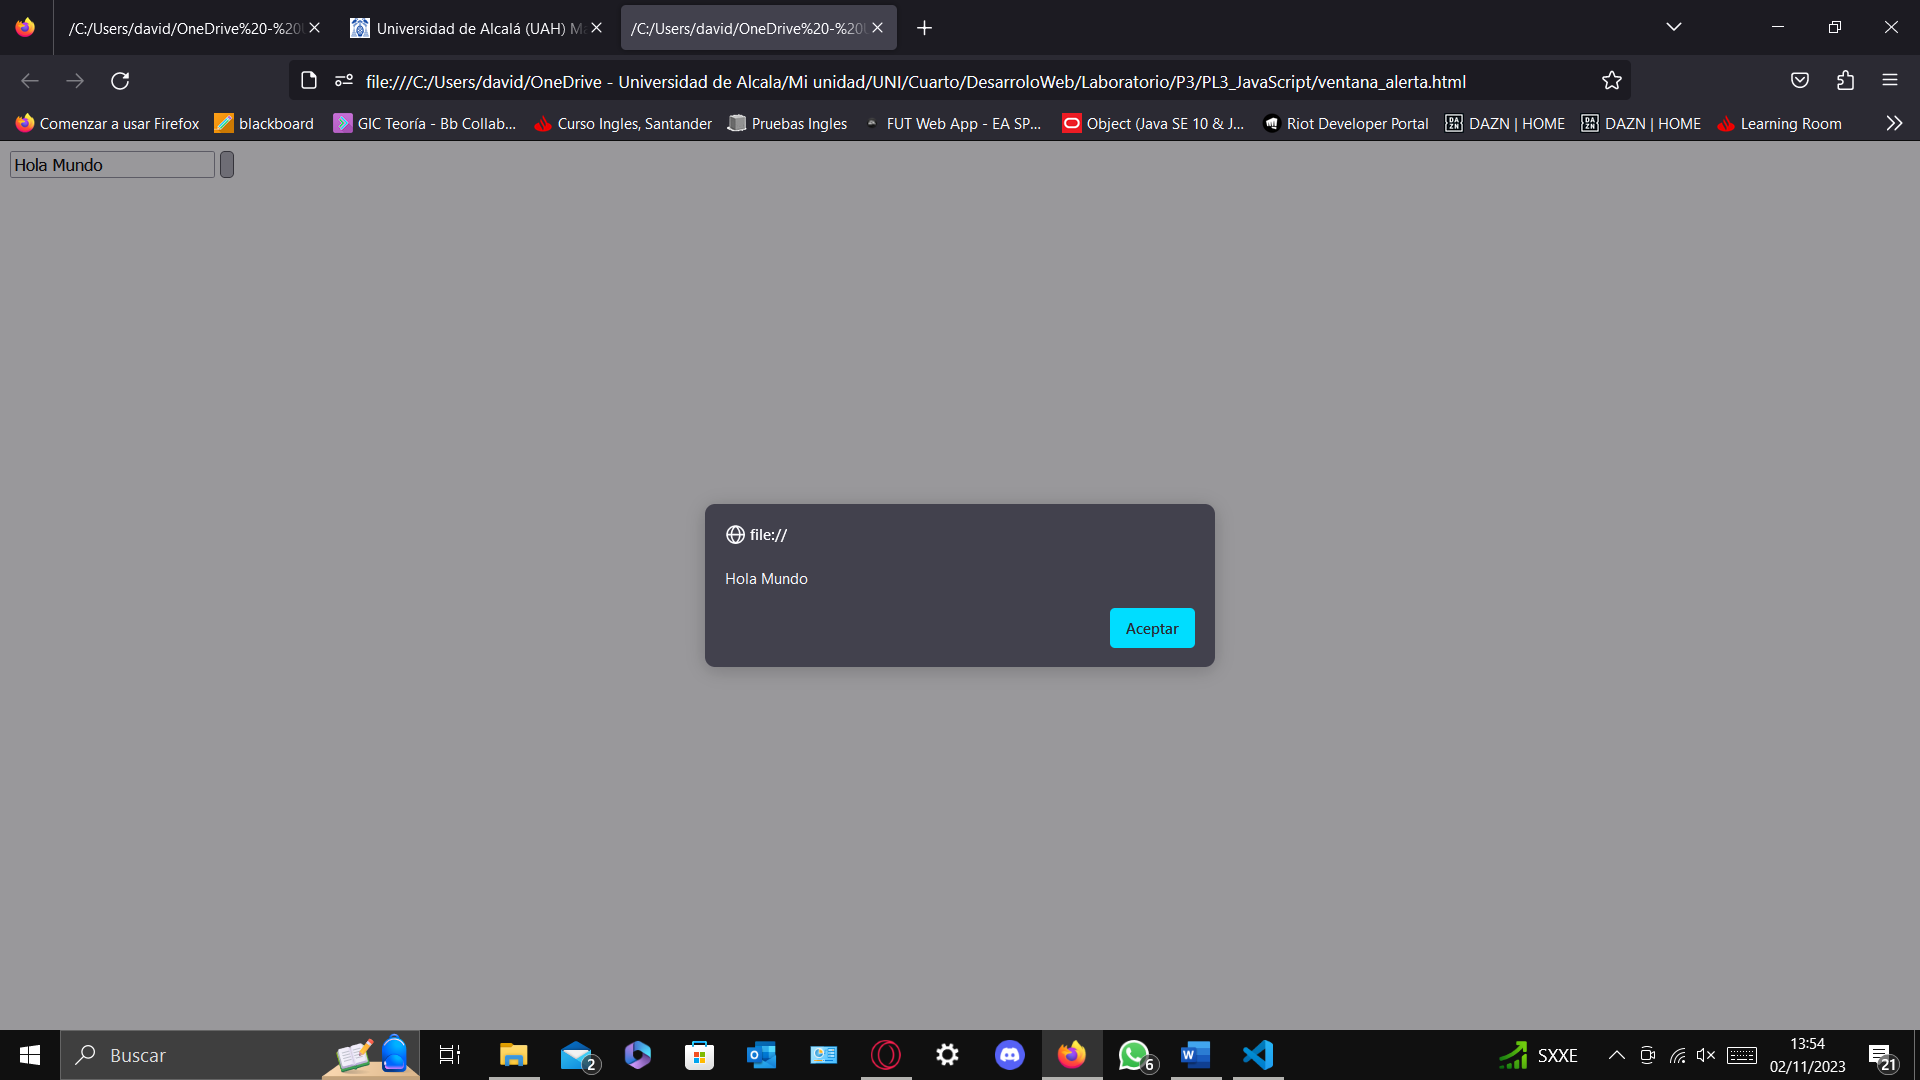 /C:/Users/david/OneDrive%20-%20U
Universidad de Alcalá (UAH) Ma
/C:/Users/david/OneDrive%20-%20U
file:///C:/Users/david/OneDrive - Universidad de Alcala/Mi unidad/UNI/Cuarto/DesarroloWeb/Laboratorio/P3/PL3_JavaScript/ventana_alerta.html
Comenzar a usar Firefox
blackboard
GIC Teoría - Bb Collab...
Curso Ingles, Santander
Pruebas Ingles
FUT Web App - EA SP...
Object (Java SE 10 & J...
Riot Developer Portal
DAZN | HOME
DAZN | HOME
Learning Room
Hola Mundo
file://
Hola Mundo
Aceptar
Buscar
2
6
SXXE
13:54
02/11/2023
21